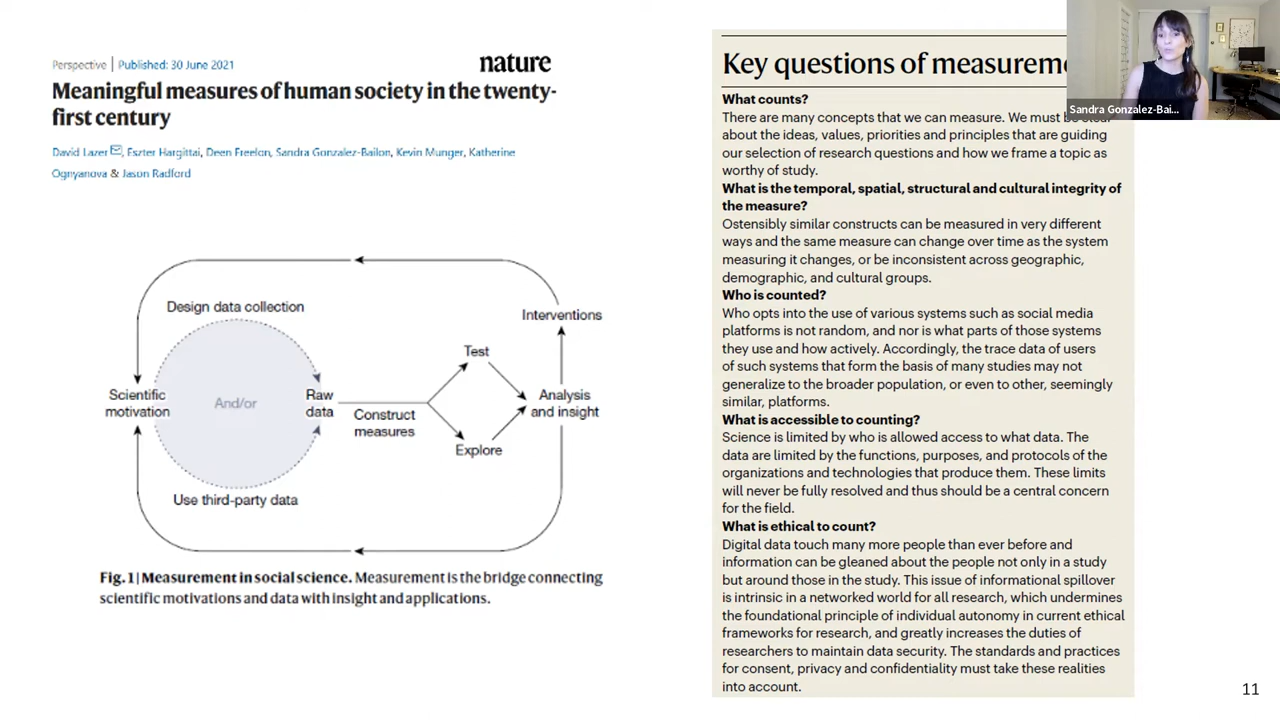 Perspective | Published: 30 June 2021
nature
Meaningful measures of human society in the twenty-
first century
David Lazer, Eszter Hargittai, Deen Freelon, Sandra Gonzalez-Bailon, Kevin Munger, Katherine
Ognyanova & Jason Radford
Design data collection
Interventions
Test
Scientific
motivation
And/or
Raw
data
Construct
measures
Analysis
and insight
Explore
Use third-party data
Fig. 1 | Measurement in social science. Measurement is the bridge connecting
scientific motivations and data with insight and applications.
Key questions of
What counts?
There are many concepts that we can measure. We must
about the ideas, values, priorities and principles that are guiding
our selection of research questions and how we frame a topic as
worthy of study.
What is the temporal, spatial, structural and cultural integrity of
the measure?
Ostensibly similar constructs can be measured in very different
ways and the same measure can change over time as the system
measuring it changes, or be inconsistent across geographic,
demographic, and cultural groups.
Who is counted?
Who opts into the use of various systems such as social media
platforms is not random, and nor is what parts of those systems
they use and how actively. Accordingly, the trace data of users
of such systems that form the basis of many studies may not
generalize to the broader population, or even to other, seemingly
similar, platforms.
What is accessible to counting?
Science is limited by who is allowed access to what data. The
data are limited by the functions, purposes, and protocols of the
organizations and technologies that produce them. These limits
will never be fully resolved and thus should be a central concern
for the field.
What is ethical to count?
Digital data touch many more people than ever before and
information can be gleaned about the people not only in a study
but around those in the study. This issue of informational spillover
is intrinsic in a networked world for all research, which undermines
the foundational principle of individual autonomy in current ethical
frameworks for research, and greatly increases the duties of
researchers to maintain data security. The standards and practices
for consent, privacy and confidentiality must take these realities
into account.
Sandra Gonzalez-Bai...
11